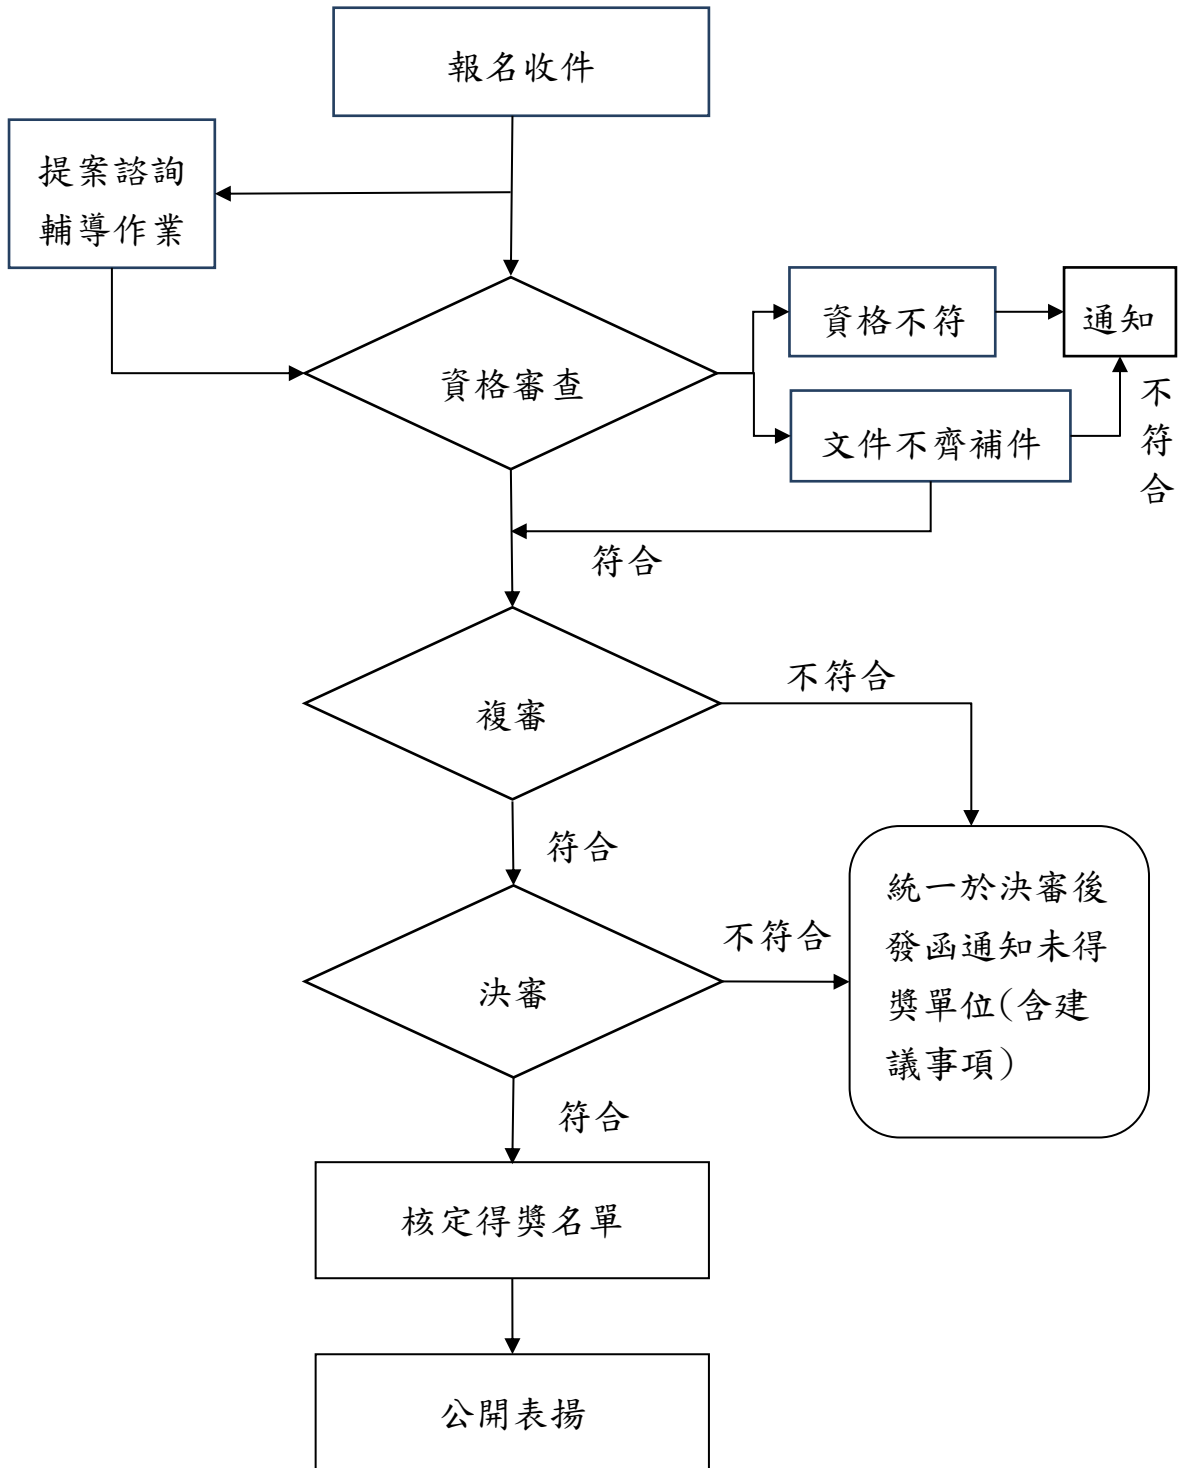 報名收件
提案諮詢
輔導作業
資格不符
通知
資格審查
文件不齊補件
不
符
合
符合
不符合
複審
符合
統一於決審後
發函通知未得
獎單位(含建
議事項)
不符合
決審
符合
核定得獎名單
公開表揚